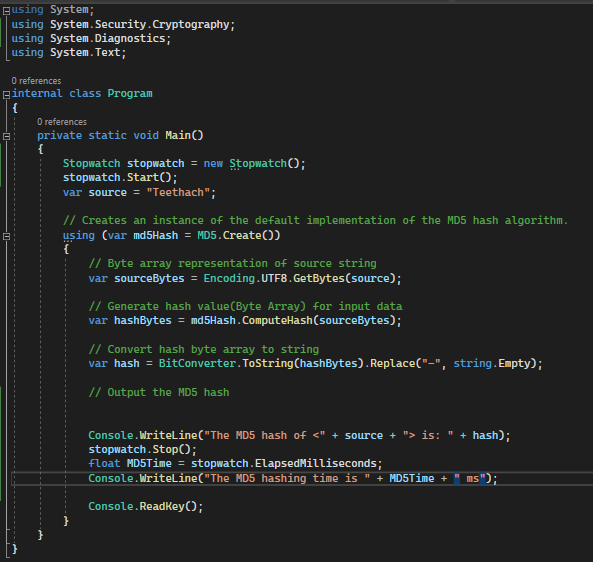 using System;
using System.Security.Cryptography;
using System.Diagnostics;
using System.Text;
0 references
internal class Program
{
0 references
private static void Main()
{
Stopwatch stopwatch = new Stopwatch();
stopwatch.Start();
var source = "Teethach";
// Creates an instance of the default implementation of the MD5 hash algorithm.
using (var md5Hash = MD5.Create())
{
// Byte array representation of source string
var sourceBytes = Encoding.UTF8.GetBytes(source);
// Generate hash value(Byte Array) for input data
var hashBytes = md5Hash.ComputeHash(sourceBytes);
// Convert hash byte array to string
var hash = BitConverter.ToString(hashBytes).Replace("-", string.Empty);
// Output the MD5 hash
Console.WriteLine("The MD5 hash of <" + source + "> is: " + hash);
stopwatch.Stop();
float MD5Time = stopwatch.ElapsedMilliseconds;
Console.WriteLine("The MD5 hashing time is " + MD5Time + " ms");
Console.ReadKey();
}
}
}